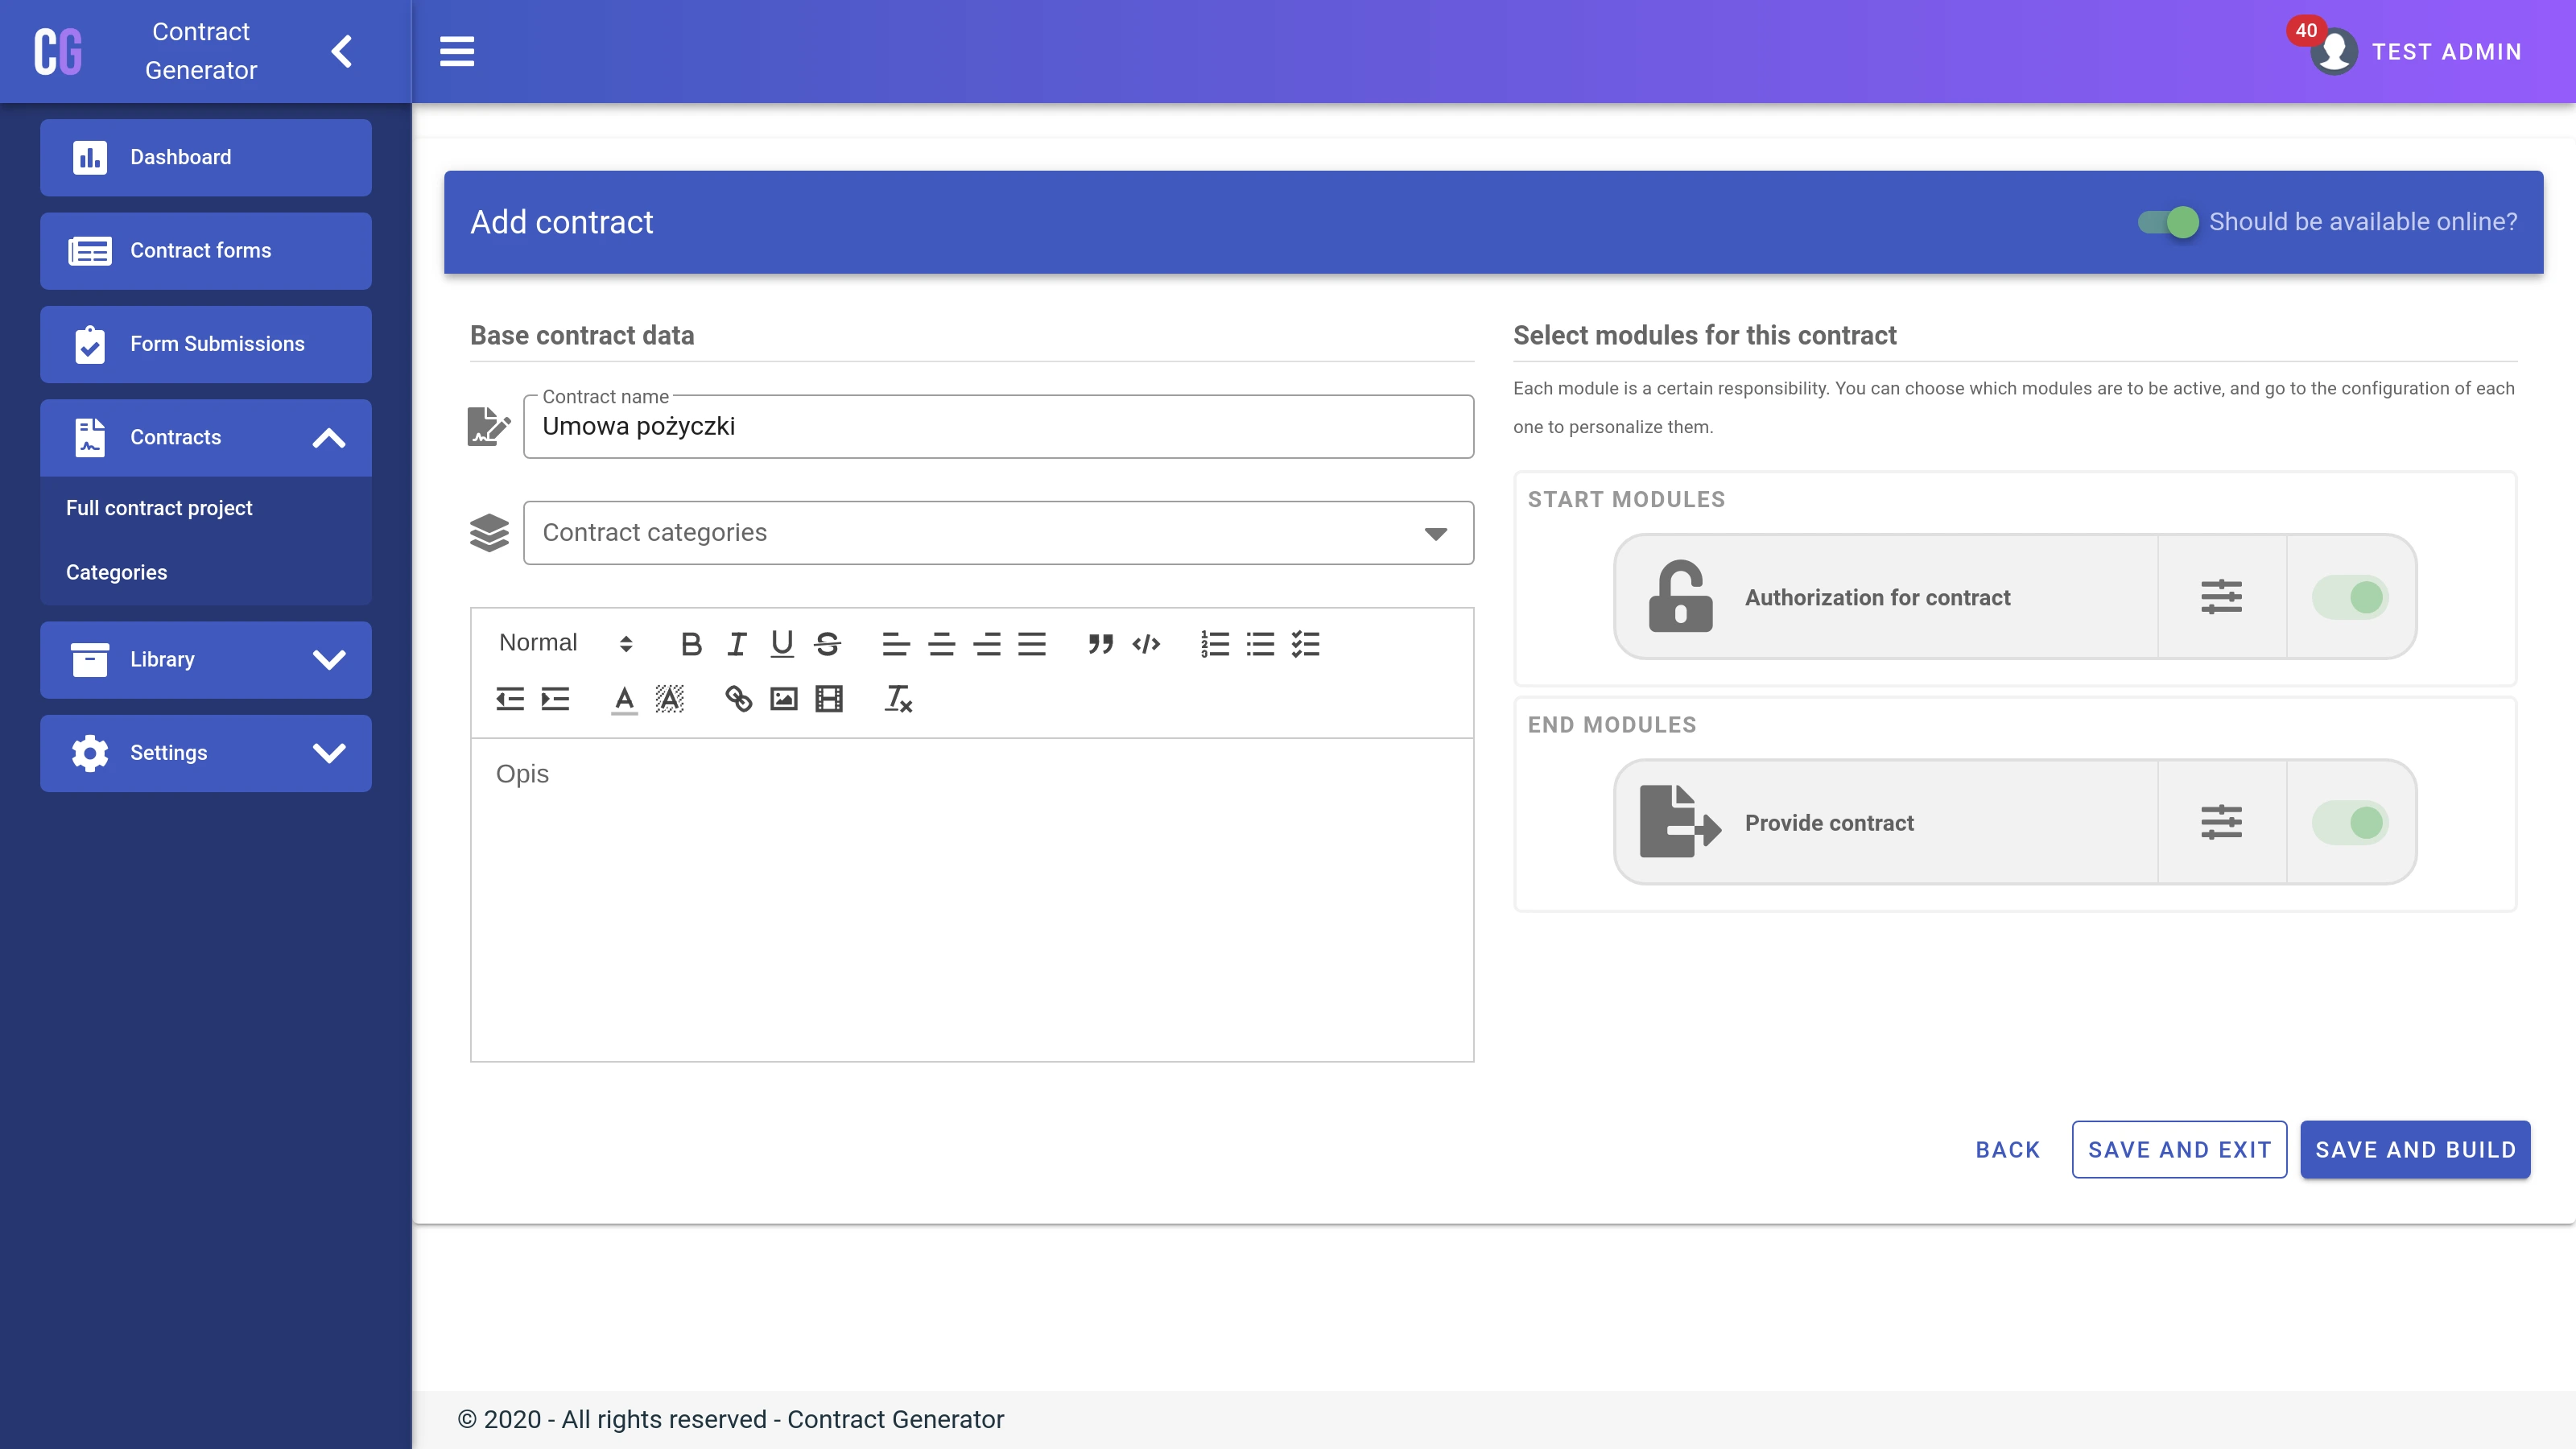 CG
Contract
Generator
40
TEST ADMIN
Dashboard
Contract forms
Form Submissions
Contracts
Full contract project
Categories
Library
Settings
Add contract
Should be available online?
Base contract data
Contract name
Umowa pożyczki
Contract categories
Normal
Opis
Select modules for this contract
Each module is a certain responsibility. You can choose which modules are to be active, and go to the configuration of each
one to personalize them.
START MODULES
Authorization for contract
END MODULES
Provide contract
BACK
SAVE AND EXIT
SAVE AND BUILD
© 2020 - All rights reserved - Contract Generator